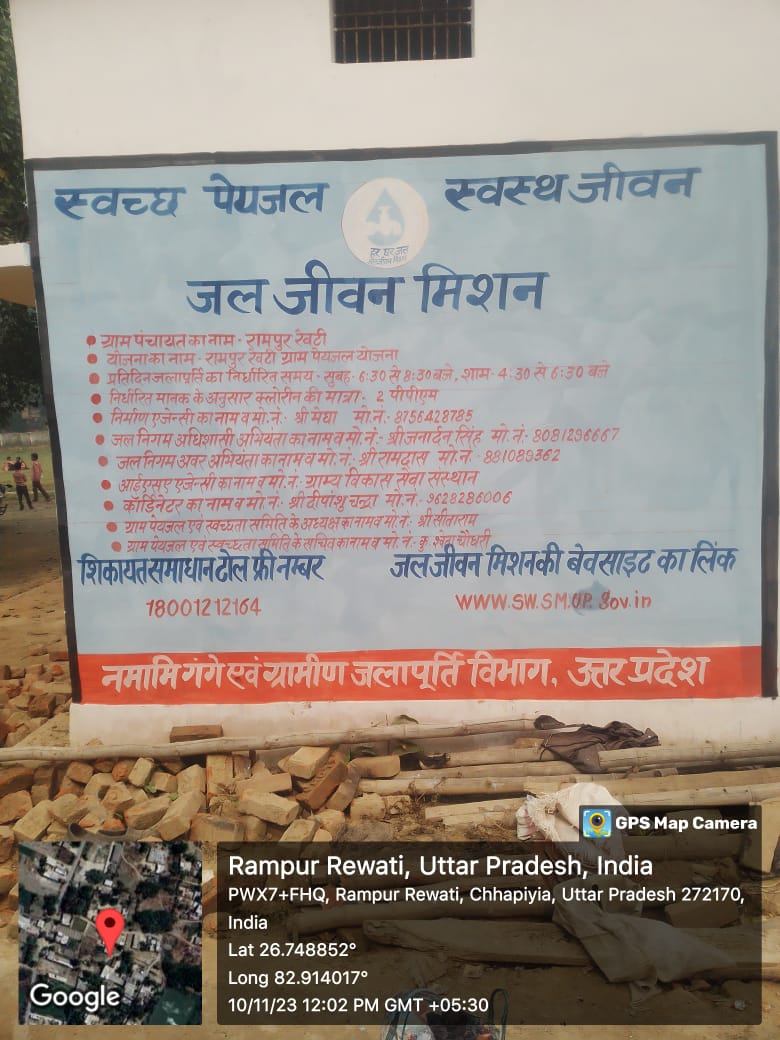 स्वच्छ पेयजल
स्वस्थ जीवन
हर घर जल
जल जीवन मिशन
जल जीवन मिशन
ग्राम पंचायत का नाम - रामपुर रेवटी
योजना का नाम - रामपुर रेवटी ग्राम पेयजल योजना
प्रतिदिन जलापूर्ति का निर्धारित समय - सुबह - 6:30 से 8:30 बजे, शाम - 4:30 से 6:30 बजे
निर्धारित मानक के अनुसार क्लोरीन की मात्रा - 2 पीपीएम
निर्माण एजेन्सी का नाम व मो.नं.- श्री मेघा मो.नं.- 8756428785
जल निगम अधिशासी अभियंता का नाम व मो.नं.- श्री जनार्दन सिंह मो.नं.- 8081296667
जल निगम अवर अभियंता का नाम व मो.नं.- श्री रामदास मो.नं - 881089362
आईएसए एजेन्सी का नाम व मो.नं.- ग्राम्य विकास सेवा संस्थान
कॉर्डिनेटर का नाम व मो.नं.- श्री दीपांशु चन्द्रा मो.नं.- 9628286006
ग्राम पेयजल एवं स्वच्छता समिति के अध्यक्ष का नाम व मो.नं.- श्री सीताराम
ग्राम पेयजल एवं स्वच्छता समिति के सचिव का नाम व मो.नं.- कु. श्वेता चौधरी
शिकायत समाधान टोल फ्री नम्बर
जल जीवन मिशन की बेवसाइट का लिंक
18001212164
www.sw.sm.up.gov.in
नमामि गंगे एवं ग्रामीण जलापूर्ति विभाग, उत्तर प्रदेश
GPS Map Camera
Rampur Rewati, Uttar Pradesh, India
PWX7+FHQ, Rampur Rewati, Chhapiyia, Uttar Pradesh 272170,
India
Lat 26.748852°
Long 82.914017°
10/11/23 12:02 PM GMT +05:30
Google